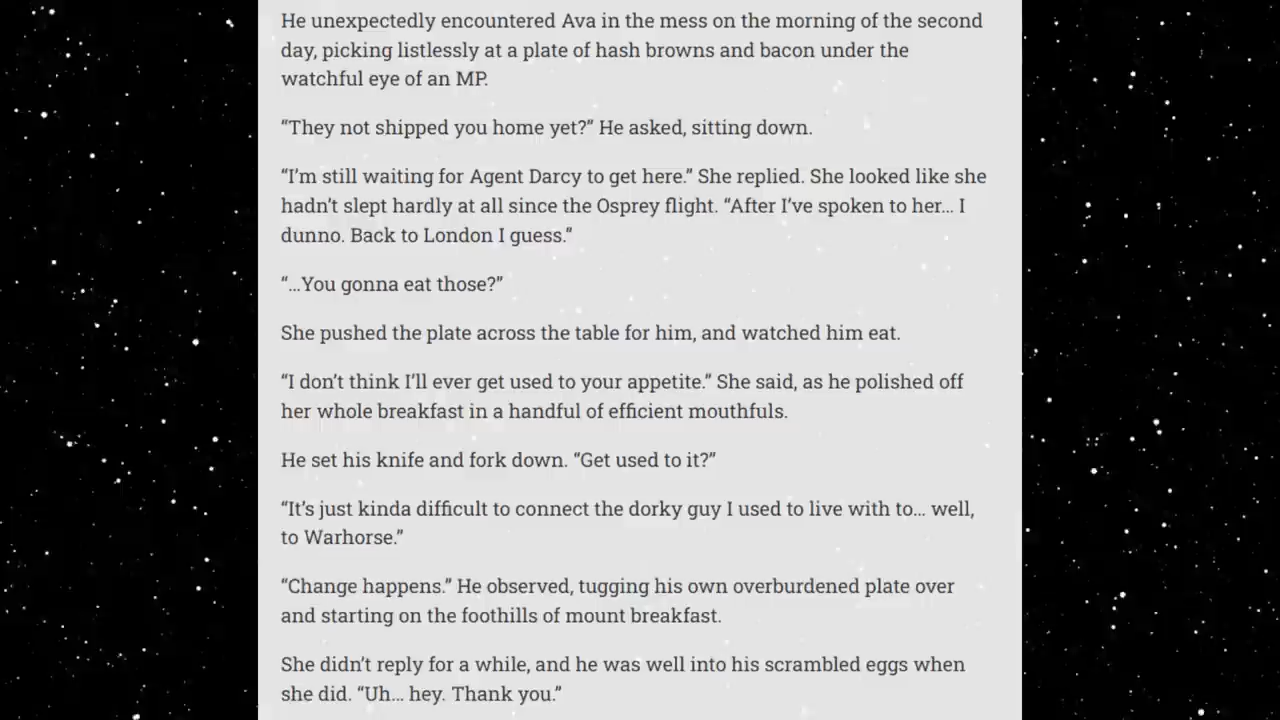 He unexpectedly encountered Ava in the mess on the morning of the second
day, picking listlessly at a plate of hash browns and bacon under the
watchful eye of an MP.
“They not shipped you home yet?” He asked, sitting down.
“I’m still waiting for Agent Darcy to get here.” She replied. She looked like she
hadn’t slept hardly at all since the Osprey flight. “After I’ve spoken to her… I
dunno. Back to London I guess.”
“…You gonna eat those?”
She pushed the plate across the table for him, and watched him eat.
“I don’t think I’ll ever get used to your appetite.” She said, as he polished off
her whole breakfast in a handful of efficient mouthfuls.
He set his knife and fork down. “Get used to it?”
“It’s just kinda difficult to connect the dorky guy I used to live with to… well,
to Warhorse.”
“Change happens.” He observed, tugging his own overburdened plate over
and starting on the foothills of mount breakfast.
She didn’t reply for a while, and he was well into his scrambled eggs when
she did. “Uh… hey. Thank you.”